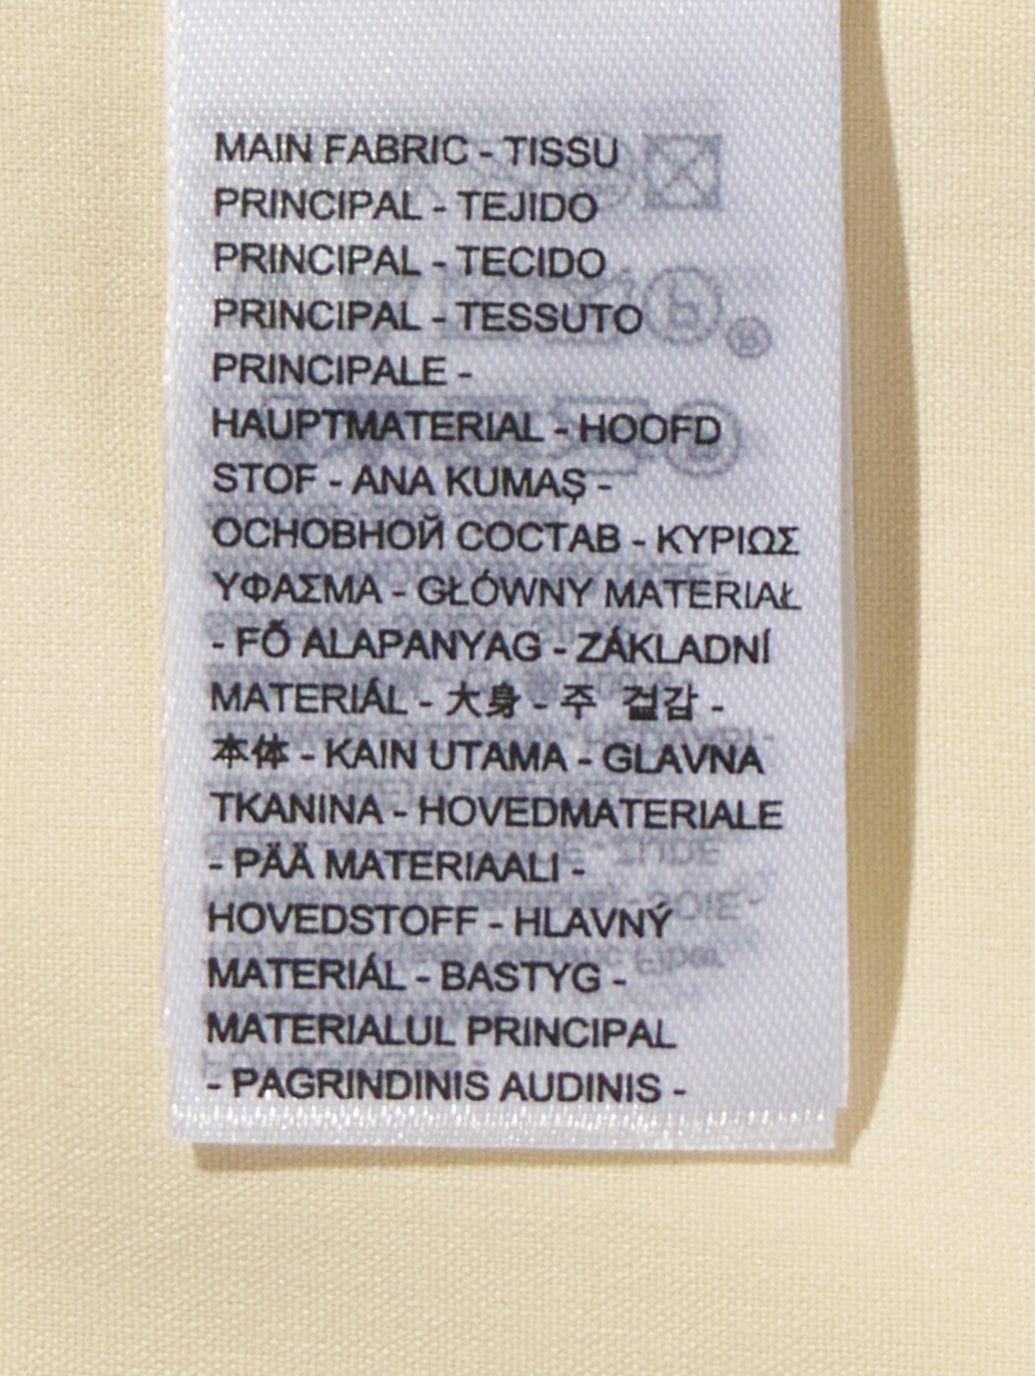 MAIN FABRIC - TISSU
PRINCIPAL - TEJIDO
PRINCIPAL - TECIDO
PRINCIPAL - TESSUTO
PRINCIPALE -
HAUPTMATERIAL - HOOFD
STOF - ANA KUMAŞ -
ОСНОВНОЙ СОСТАВ - ΚΥΡΙΩΣ
ΥΦΑΣΜΑ - GŁÓWNY MATERIAŁ
- FŐ ALAPANYAG - ZÁKLADNÍ
MATERIÁL - 大身 - 주 겉감 -
本体 - KAIN UTAMA - GLAVNA
TKANINA - HOVEDMATERIALE
- PÄÄ MATERIAALI -
HOVEDSTOFF - HLAVNÝ
MATERIÁL - BASTYG -
MATERIALUL PRINCIPAL
- PAGRINDINIS AUDINIS -